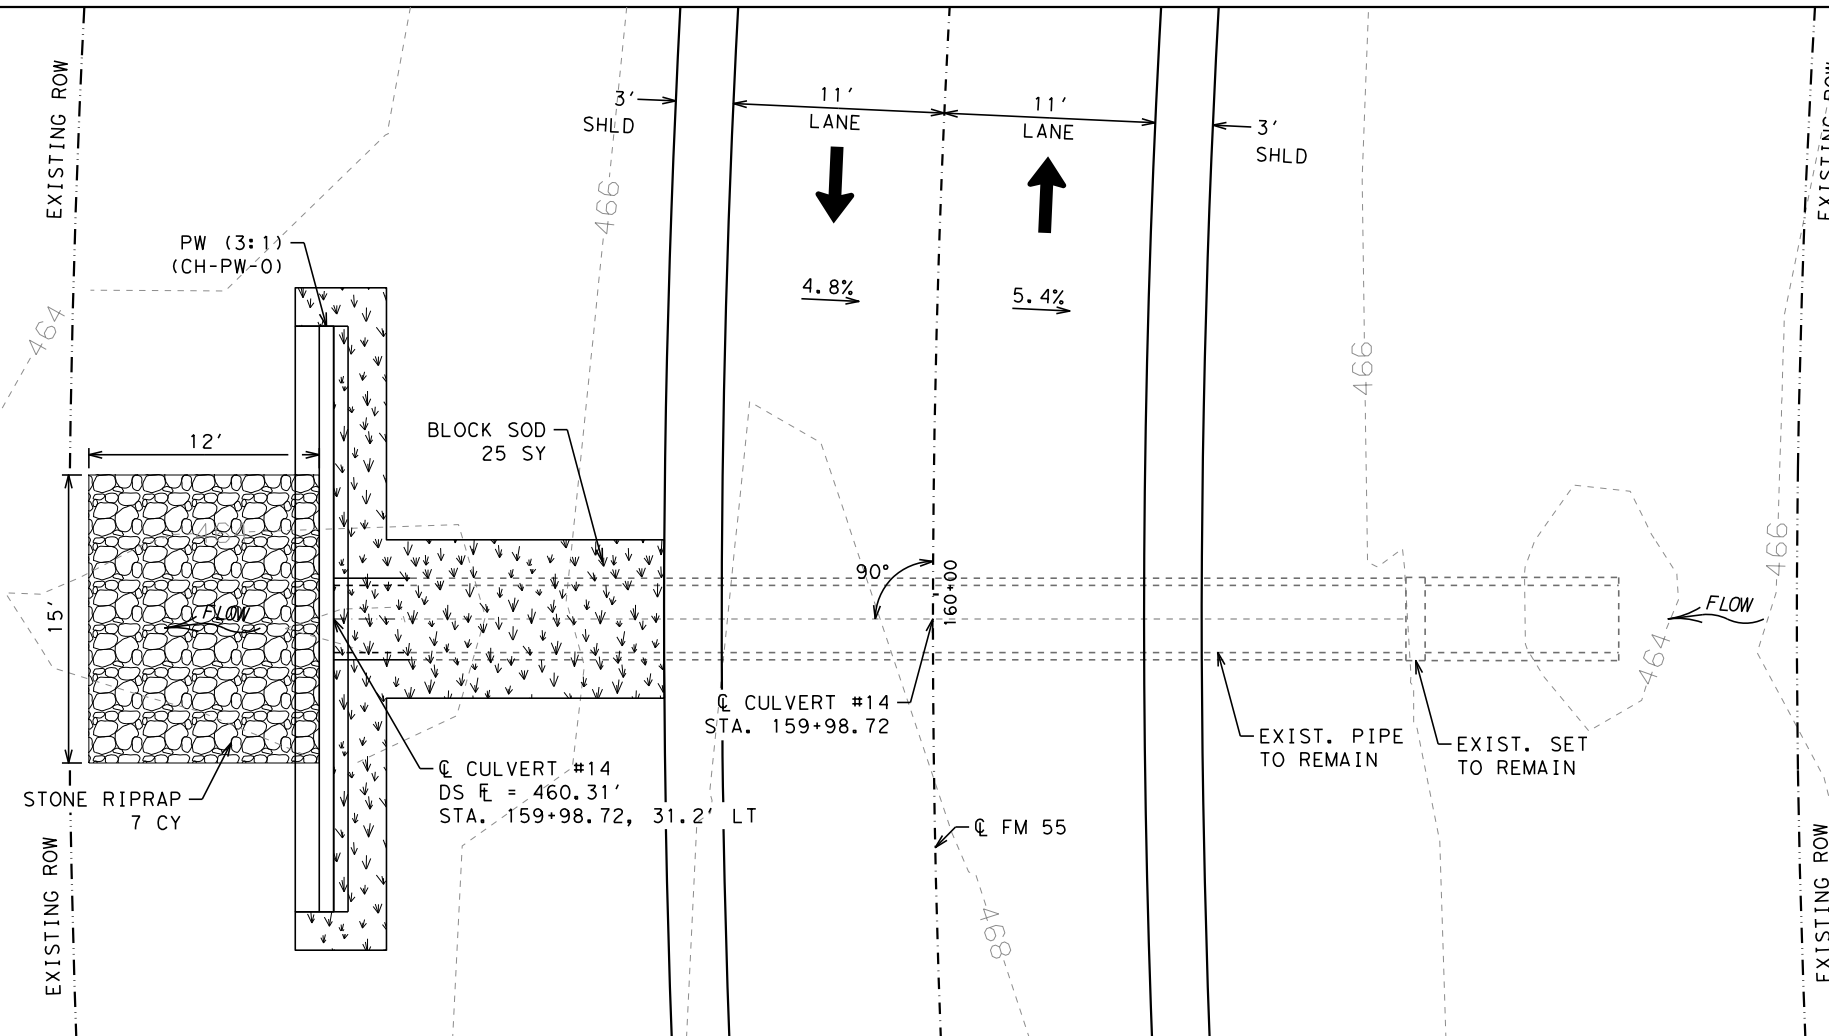 EXISTING ROW
3'
SHLD
11'
LANE
11'
LANE
3'
SHLD
EXISTING ROW
466
PW (3:1)
(CH-PW-0)
4.8%
5.4%
464
466
12'
BLOCK SOD
25 SY
464
466
15'
FLOW
90°
160+00
FLOW
464
℄ CULVERT #14
STA. 159+98.72
EXIST. PIPE
TO REMAIN
EXIST. SET
TO REMAIN
℄ CULVERT #14
DS FL = 460.31'
STA. 159+98.72, 31.2' LT
STONE RIPRAP
7 CY
℄ FM 55
EXISTING ROW
468
EXISTING ROW